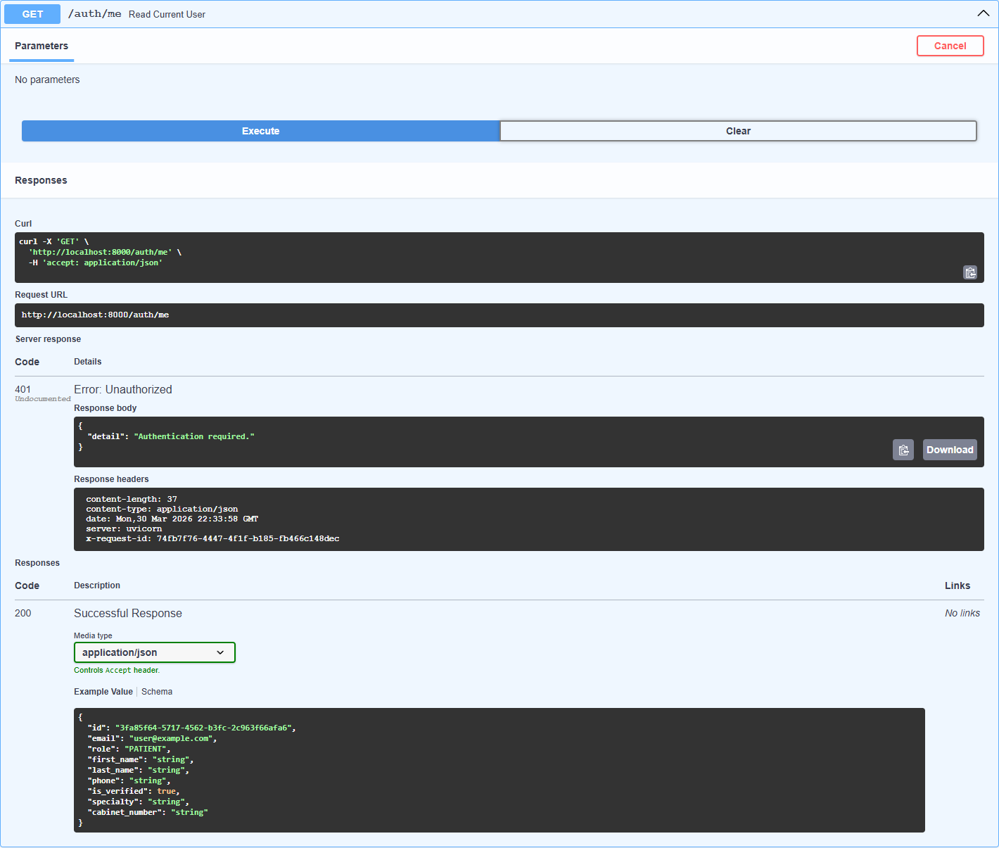 GET /auth/me Read Current User
Parameters
Cancel
No parameters
Execute
Clear
Responses
Curl
curl -X 'GET' \
  'http://localhost:8000/auth/me' \
  -H 'accept: application/json'
Request URL
http://localhost:8000/auth/me
Server response
Code Details
401 Error: Unauthorized
Undocumented
Response body
{
  "detail": "Authentication required."
}
Download
Response headers
content-length: 37
content-type: application/json
date: Mon,30 Mar 2026 22:33:58 GMT
server: uvicorn
x-request-id: 74fb7f76-4447-4f1f-b185-fb466c148dec
Responses
Code Description Links
200 Successful Response No links
Media type
application/json
Controls Accept header.
Example Value Schema
{
  "id": "3fa85f64-5717-4562-b3fc-2c963f66afa6",
  "email": "user@example.com",
  "role": "PATIENT",
  "first_name": "string",
  "last_name": "string",
  "phone": "string",
  "is_verified": true,
  "specialty": "string",
  "cabinet_number": "string"
}